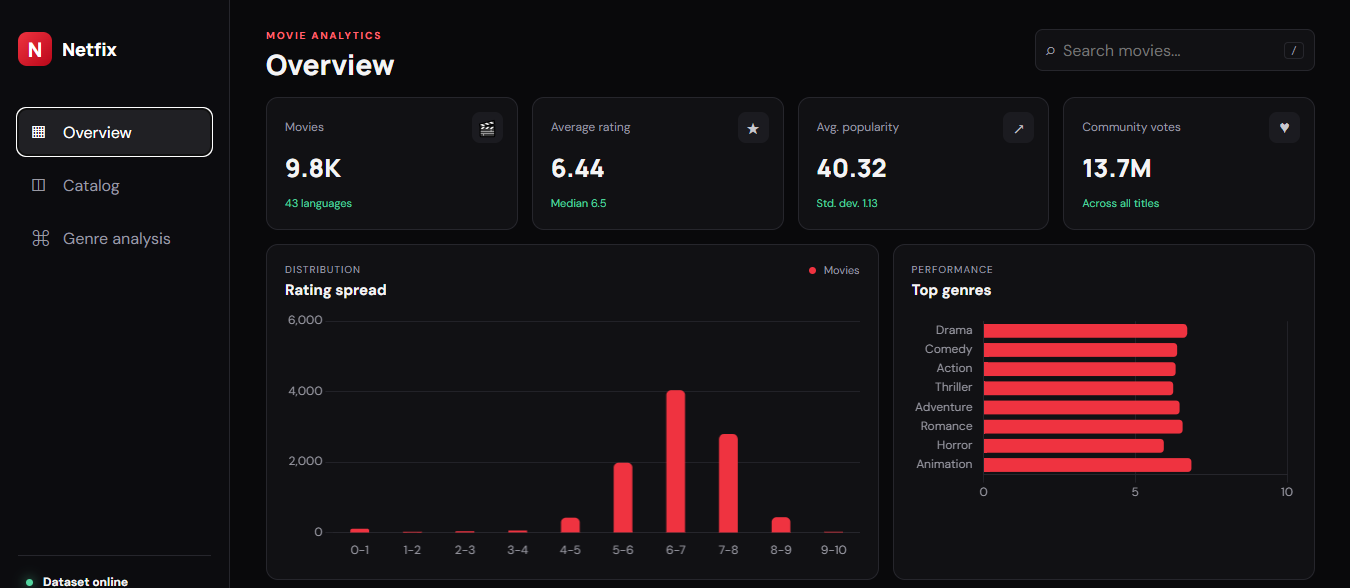 N Netfix
Overview
Catalog
Genre analysis
Dataset online
MOVIE ANALYTICS
Overview
Search movies... /
Movies
9.8K
43 languages
Average rating
6.44
Median 6.5
Avg. popularity
40.32
Std. dev. 1.13
Community votes
13.7M
Across all titles
DISTRIBUTION
Rating spread
Movies
6,000
4,000
2,000
0
0-1 1-2 2-3 3-4 4-5 5-6 6-7 7-8 8-9 9-10
PERFORMANCE
Top genres
Drama
Comedy
Action
Thriller
Adventure
Romance
Horror
Animation
0 5 10